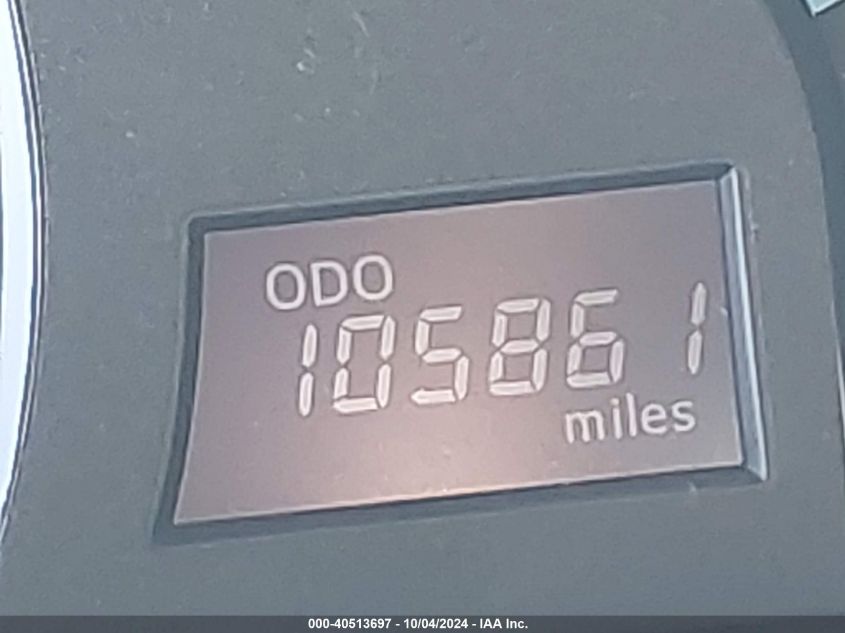 ODO
105861
miles
000-40513697 - 10/04/2024 - IAA Inc.